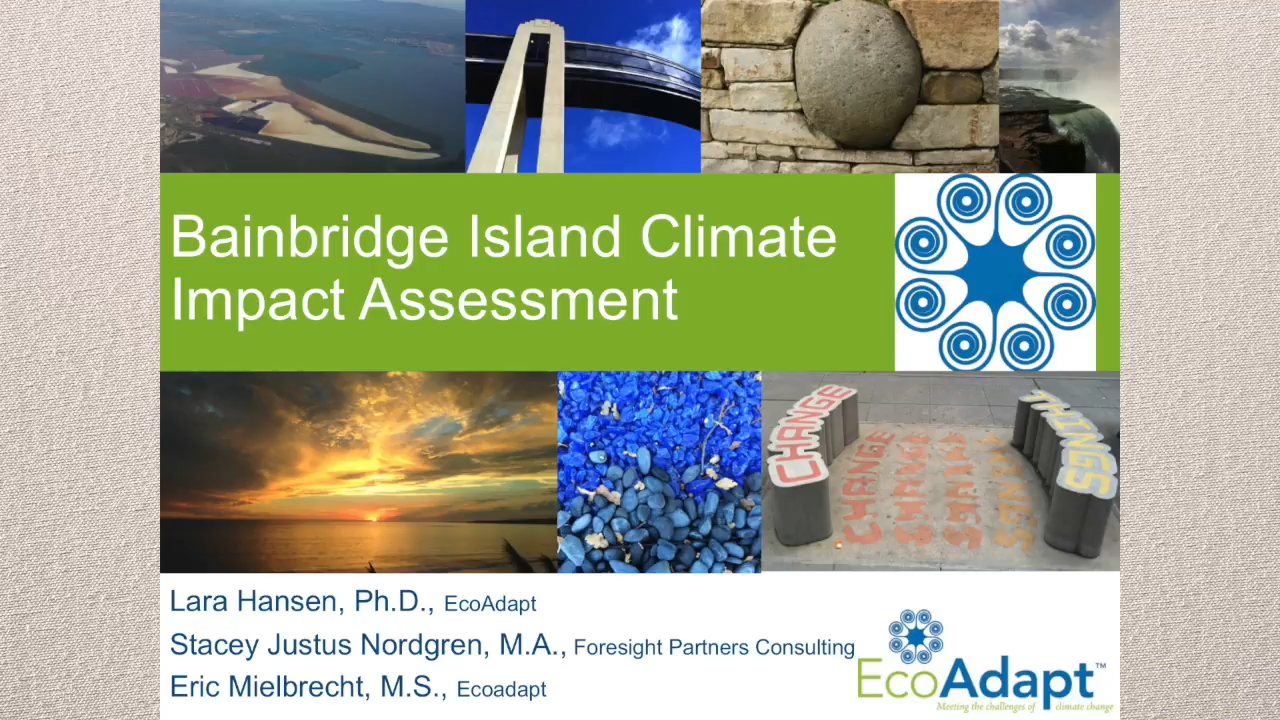 Bainbridge Island Climate
Impact Assessment
CHANGE
THINGS
CHANGE
Lara Hansen, Ph.D., EcoAdapt
Stacey Justus Nordgren, M.A., Foresight Partners Consulting
Eric Mielbrecht, M.S., Ecoadapt
EcoAdapt™
Meeting the challenges of climate change